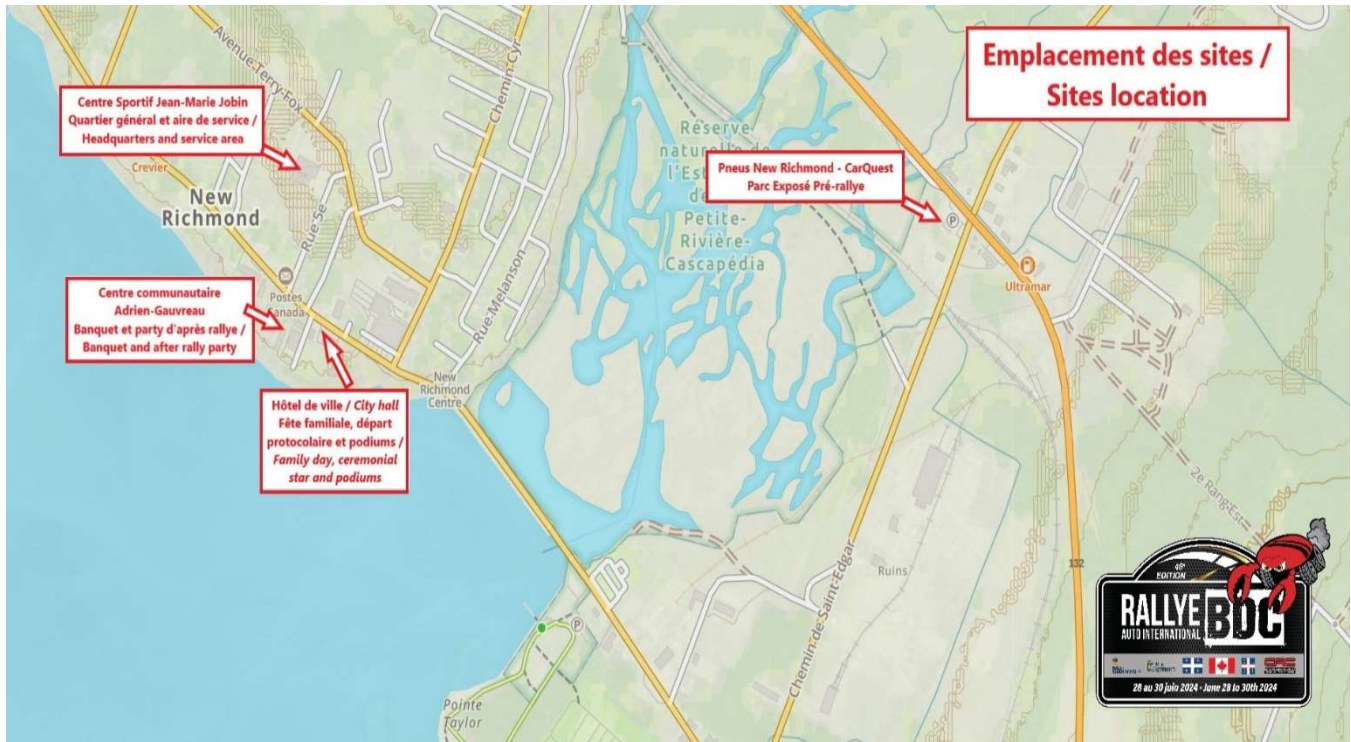 Emplacement des sites /
Sites location
Avenue Terry-Fox
Chemin Cyr
Centre Sportif Jean-Marie Jobin
Quartier général et aire de service /
Headquarters and service area
Crevier
New
Richmond
Rue 5e
Rue Melanson
Réserve
naturelle de
l'Est
de
Petite-
Rivière-
Cascapédia
Pneus New Richmond - CarQuest
Parc Exposé Pré-rallye
P
Ultramar
Postes
Canada
Centre communautaire
Adrien-Gauvreau
Banquet et party d'après rallye /
Banquet and after rally party
New
Richmond
Centre
Hôtel de ville / City hall
Fête familiale, départ
protocolaire et podiums /
Family day, ceremonial
star and podiums
2e Rang-Est
Ruins
132
Chemin de Saint-Edgar
P
Pointe
Taylor
46e
EDITION
RALLYE
AUTO INTERNATIONAL
BDC
28 au 30 juin 2024 - June 28 to 30th 2024